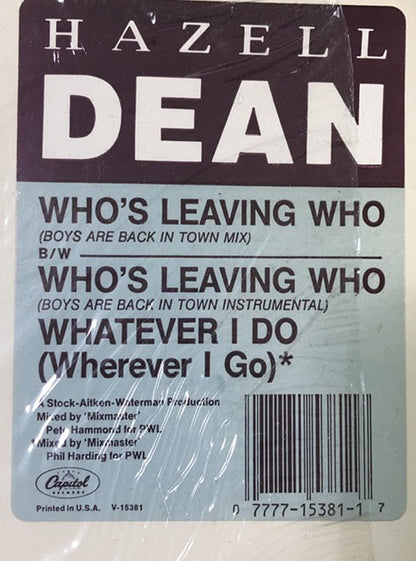 HAZELL
DEAN
WHO'S LEAVING WHO
(BOYS ARE BACK IN TOWN MIX)
B/W
WHO'S LEAVING WHO
(BOYS ARE BACK IN TOWN INSTRUMENTAL)
WHATEVER I DO
(Wherever I Go)*
A Stock-Aitken-Waterman Production
Mixed by 'Mixmaster'
Pete Hammond for PWL
*Mixed by 'Mixmaster'
Phil Harding for PWL
Capitol
RECORDS
Printed in U.S.A. V-15381
0 7777-15381-1 7